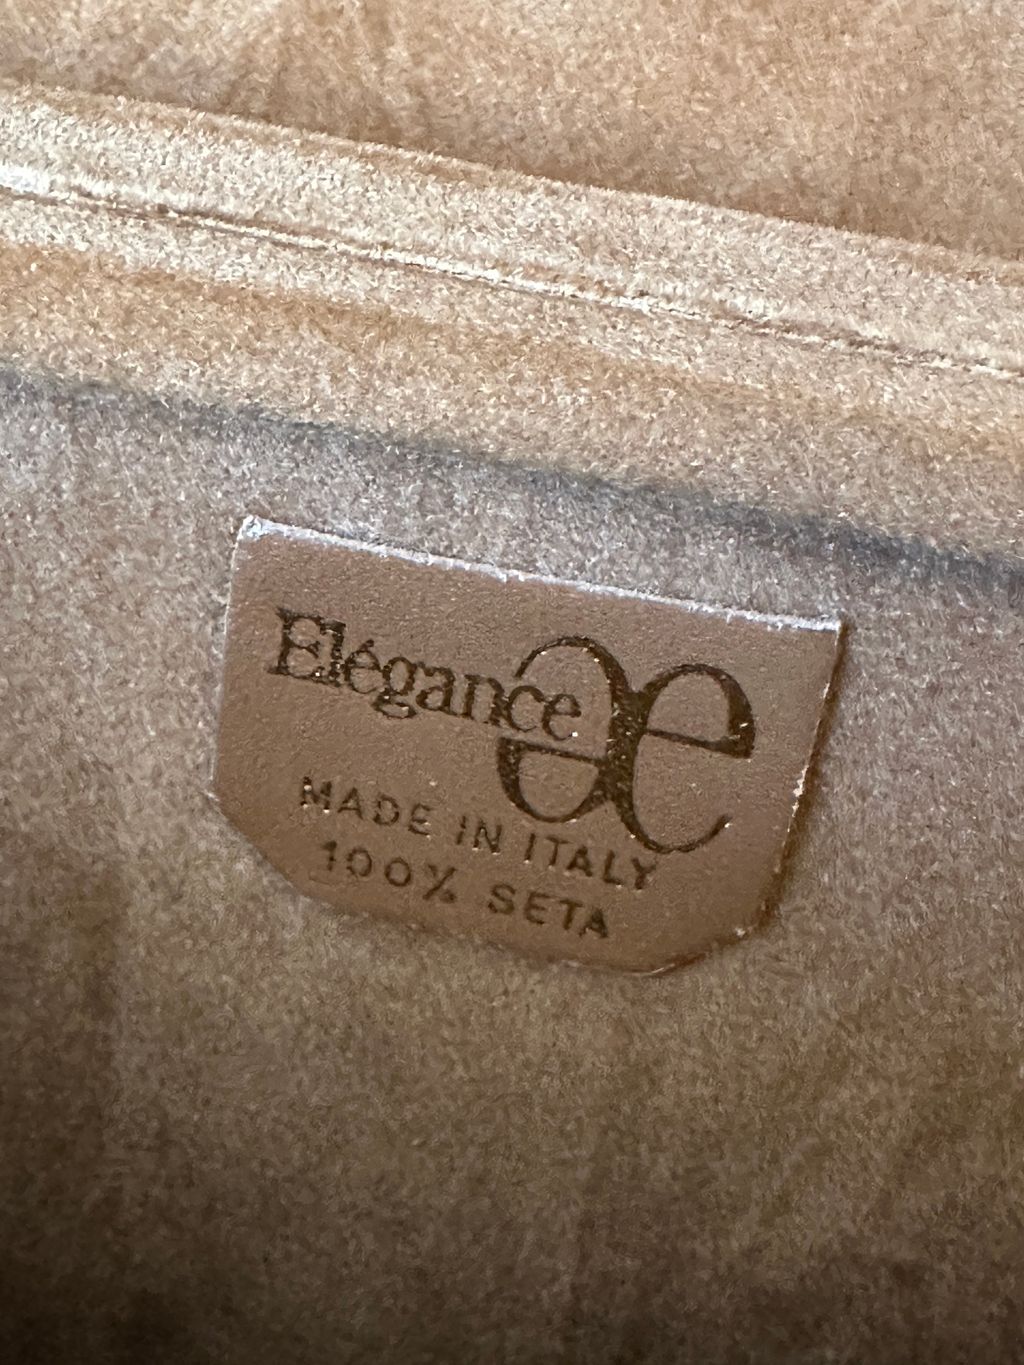 Elégance æ
MADE IN ITALY
100% SETA